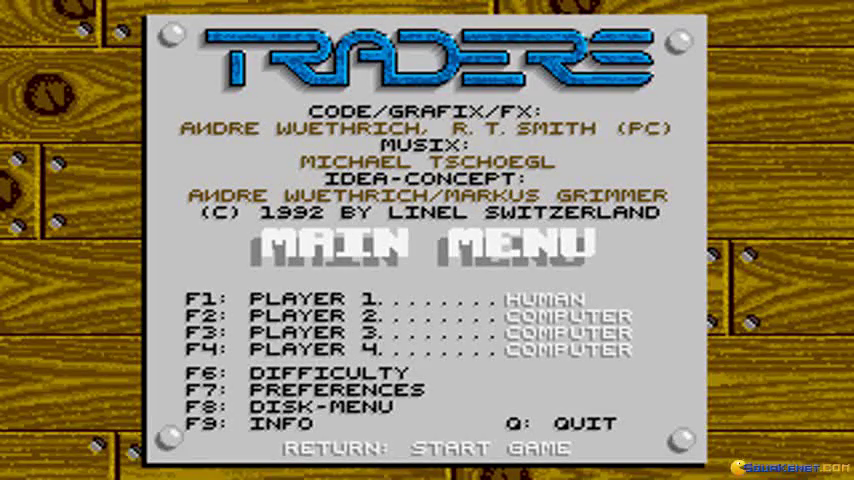 TRADERS
CODE/GRAFIX/FX:
ANDRE WUETHRICH, R.T.SMITH (PC)
MUSIX:
MICHAEL TSCHOEGL
IDEA-CONCEPT:
ANDRE WUETHRICH/MARKUS GRIMMER
(C) 1992 BY LINEL SWITZERLAND
MAIN MENU
F1: PLAYER 1........HUMAN
F2: PLAYER 2........COMPUTER
F3: PLAYER 3........COMPUTER
F4: PLAYER 4........COMPUTER
F6: DIFFICULTY
F7: PREFERENCES
F8: DISK-MENU
F9: INFO Q: QUIT
RETURN: START GAME
SQUAKENET.COM